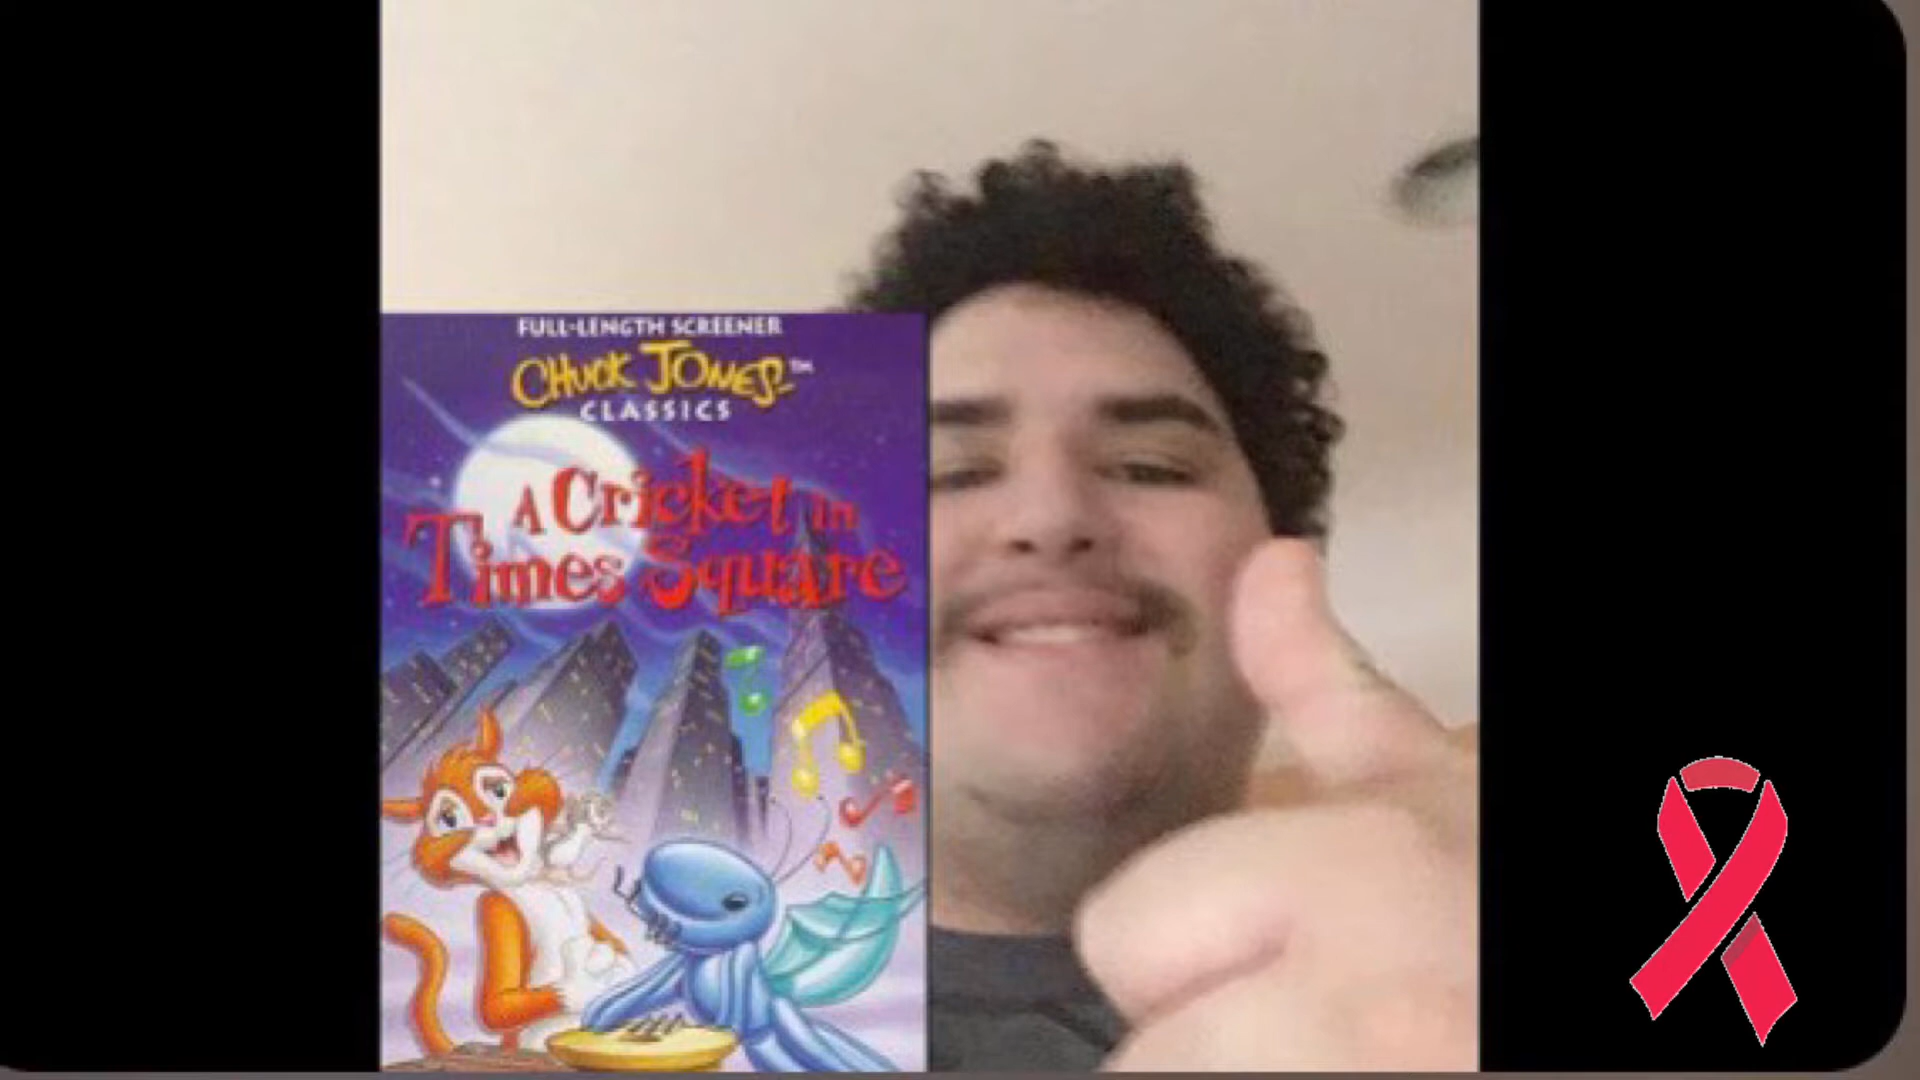 FULL-LENGTH SCREENER
CHUCK JONES™
CLASSICS
A Cricket in
Times Square